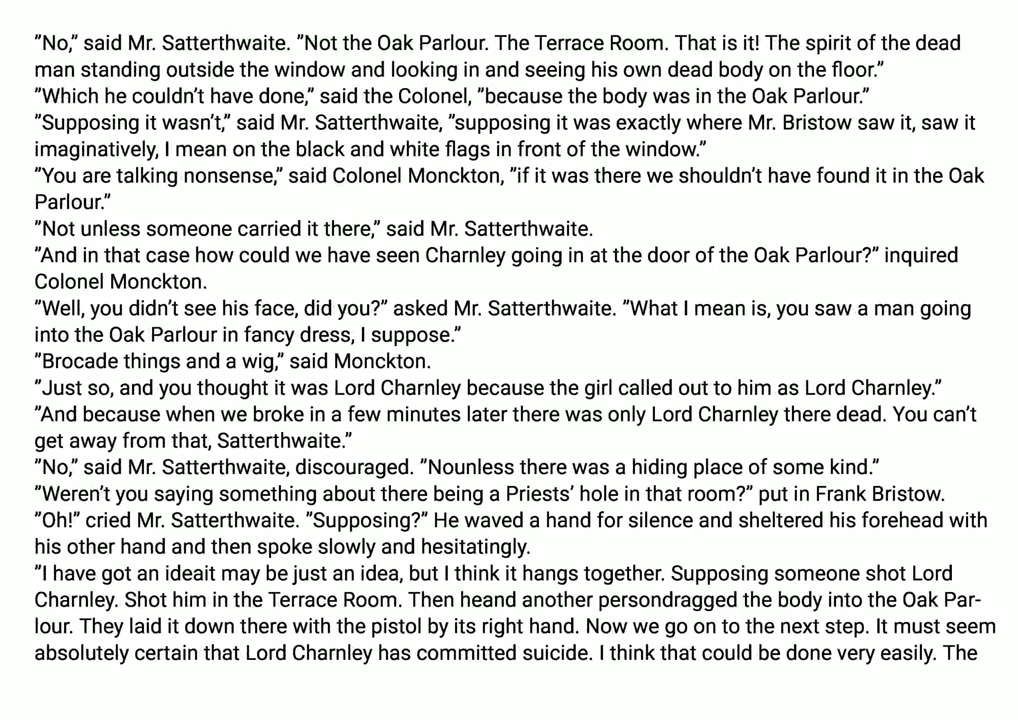 ”No,” said Mr. Satterthwaite. ”Not the Oak Parlour. The Terrace Room. That is it! The spirit of the dead
man standing outside the window and looking in and seeing his own dead body on the floor.”
”Which he couldn’t have done,” said the Colonel, ”because the body was in the Oak Parlour.”
”Supposing it wasn’t,” said Mr. Satterthwaite, ”supposing it was exactly where Mr. Bristow saw it, saw it
imaginatively, I mean on the black and white flags in front of the window.”
”You are talking nonsense,” said Colonel Monckton, ”if it was there we shouldn’t have found it in the Oak
Parlour.”
”Not unless someone carried it there,” said Mr. Satterthwaite.
”And in that case how could we have seen Charnley going in at the door of the Oak Parlour?” inquired
Colonel Monckton.
”Well, you didn’t see his face, did you?” asked Mr. Satterthwaite. ”What I mean is, you saw a man going
into the Oak Parlour in fancy dress, I suppose.”
”Brocade things and a wig,” said Monckton.
”Just so, and you thought it was Lord Charnley because the girl called out to him as Lord Charnley.”
”And because when we broke in a few minutes later there was only Lord Charnley there dead. You can’t
get away from that, Satterthwaite.”
”No,” said Mr. Satterthwaite, discouraged. ”Nounless there was a hiding place of some kind.”
”Weren’t you saying something about there being a Priests’ hole in that room?” put in Frank Bristow.
”Oh!” cried Mr. Satterthwaite. ”Supposing?” He waved a hand for silence and sheltered his forehead with
his other hand and then spoke slowly and hesitatingly.
”I have got an ideait may be just an idea, but I think it hangs together. Supposing someone shot Lord
Charnley. Shot him in the Terrace Room. Then heand another persondragged the body into the Oak Par-
lour. They laid it down there with the pistol by its right hand. Now we go on to the next step. It must seem
absolutely certain that Lord Charnley has committed suicide. I think that could be done very easily. The